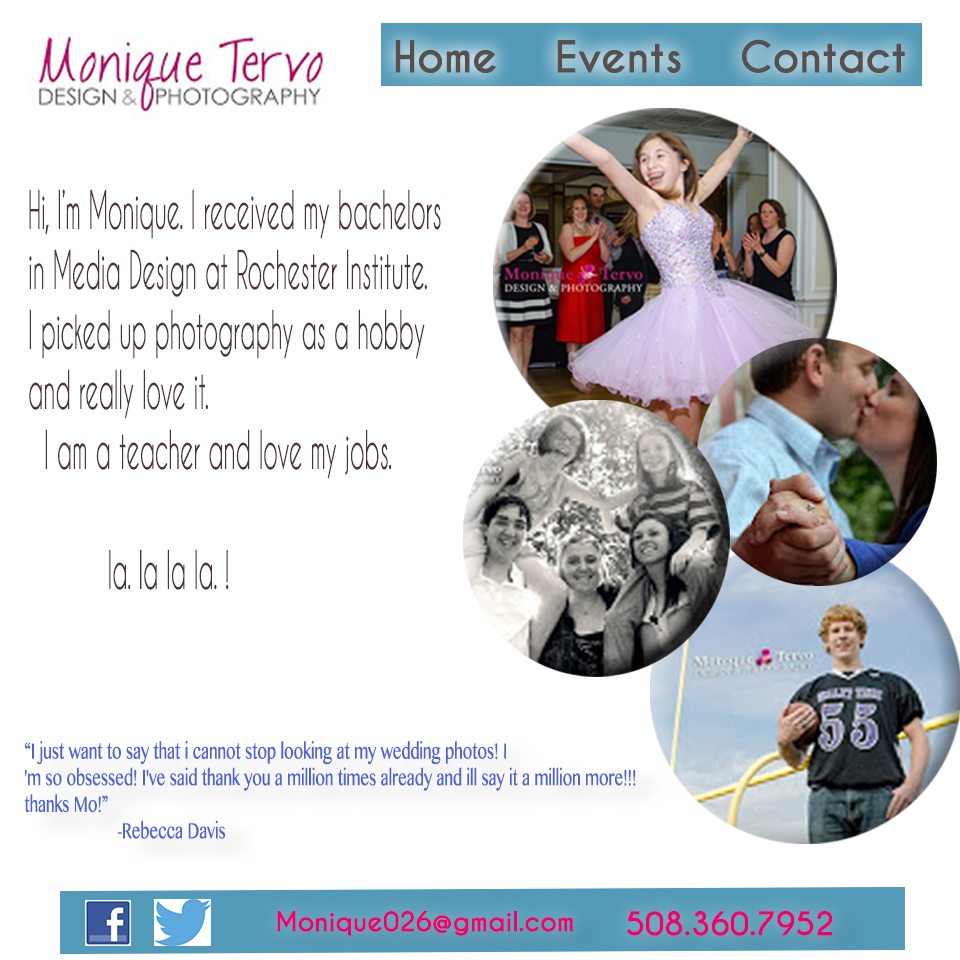 Monique Tervo
DESIGN & PHOTOGRAPHY
Home Events Contact
Hi, I'm Monique. I received my bachelors
in Media Design at Rochester Institute.
I picked up photography as a hobby
and really love it.
I am a teacher and love my jobs.
la. la la la. !
Monique Tervo
DESIGN & PHOTOGRAPHY
Monique Tervo
DESIGN & PHOTOGRAPHY
55
“I just want to say that i cannot stop looking at my wedding photos! I
'm so obsessed! I've said thank you a million times already and ill say it a million more!!!
thanks Mo!”
-Rebecca Davis
f
Monique026@gmail.com
508.360.7952